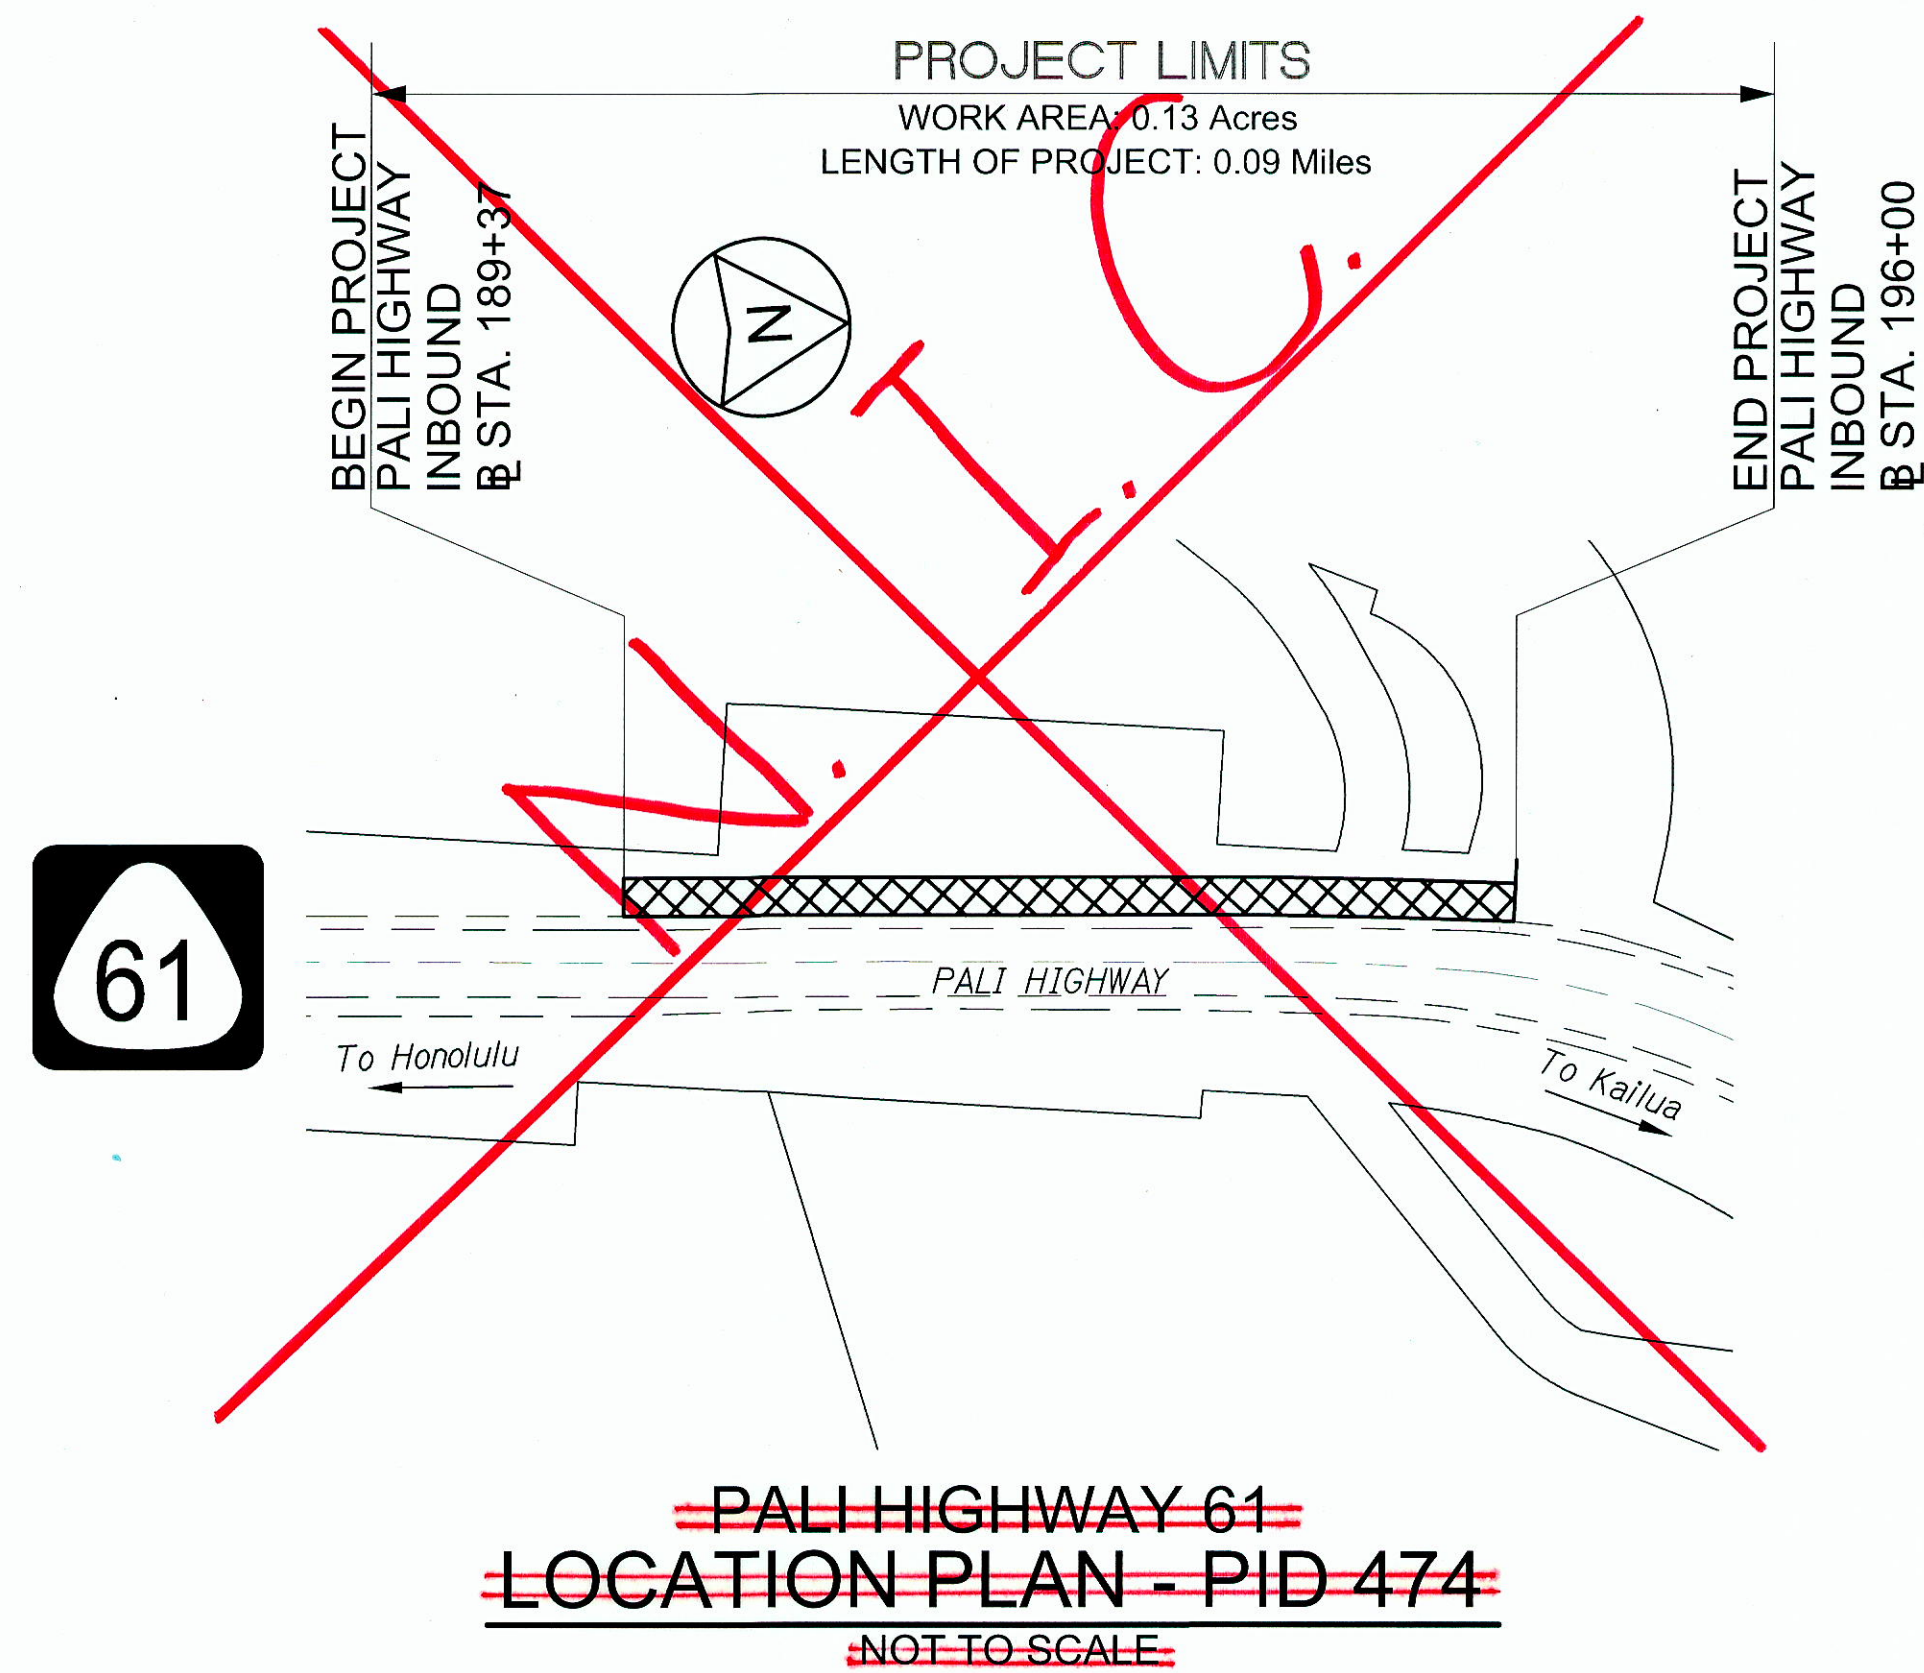 PROJECT LIMITS
WORK AREA: 0.13 Acres
LENGTH OF PROJECT: 0.09 Miles
BEGIN PROJECT
PALI HIGHWAY
INBOUND
BL STA. 189+37
END PROJECT
PALI HIGHWAY
INBOUND
BL STA. 196+00
N
N.I.C.
61
PALI HIGHWAY
To Honolulu
To Kailua
PALI HIGHWAY 61
LOCATION PLAN - PID 474
NOT TO SCALE